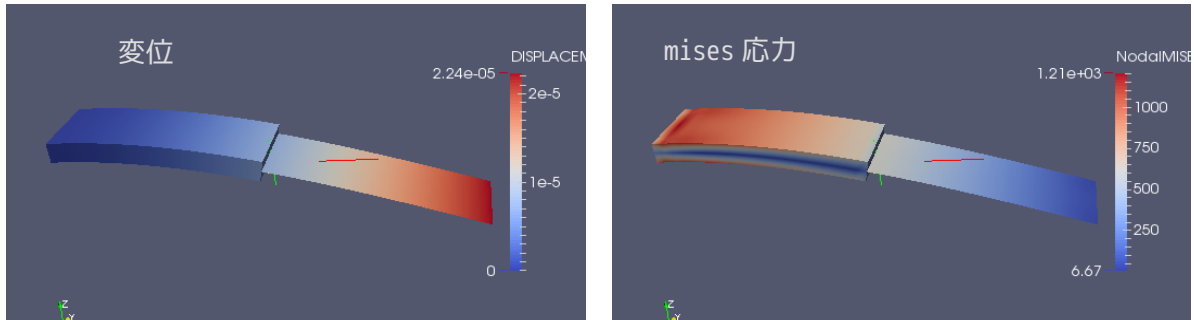 変位
DISPLACEM
2.24e-05
2e-5
1e-5
0
Z
Y
mises 応力
NodalMISE
1.21e+03
1000
750
500
250
6.67
Z
Y